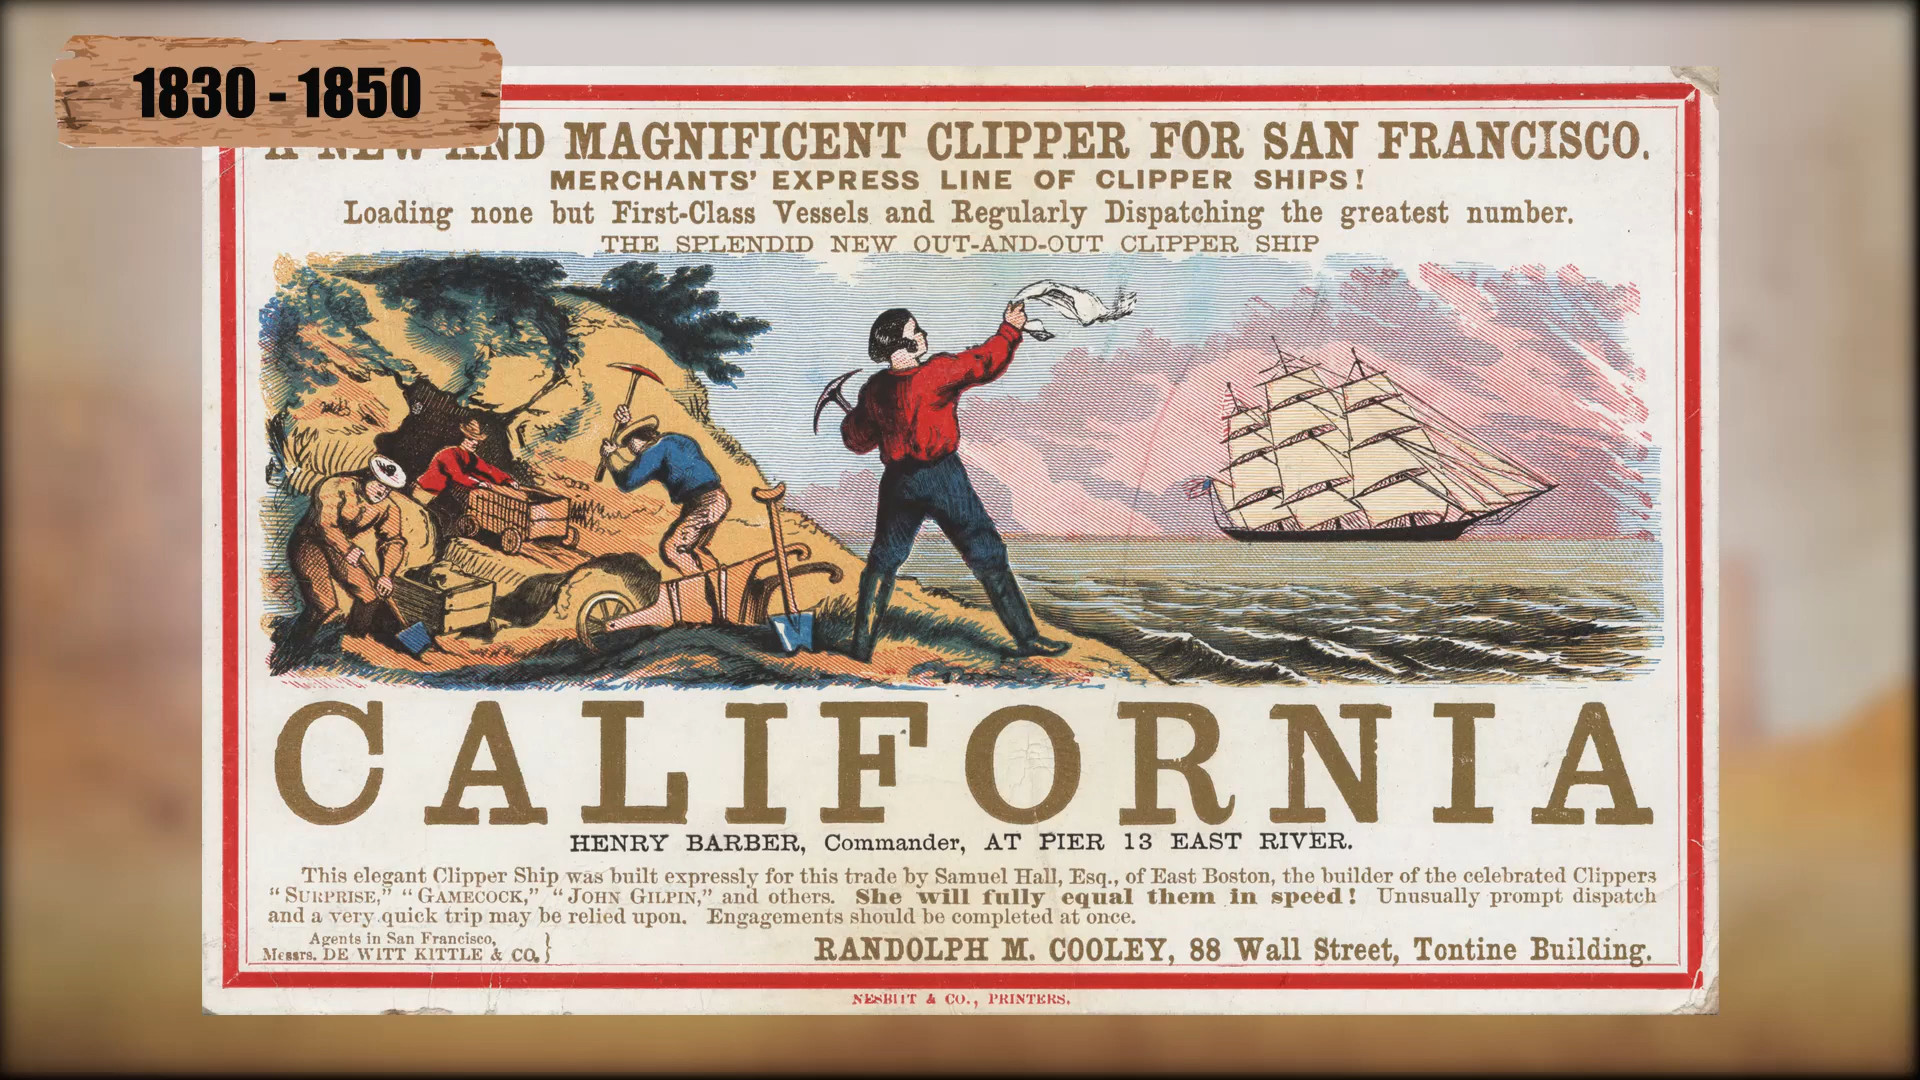 1830 - 1850
A NEW AND MAGNIFICENT CLIPPER FOR SAN FRANCISCO.
MERCHANTS' EXPRESS LINE OF CLIPPER SHIPS!
Loading none but First-Class Vessels and Regularly Dispatching the greatest number.
THE SPLENDID NEW OUT-AND-OUT CLIPPER SHIP
CALIFORNIA
HENRY BARBER, Commander, AT PIER 13 EAST RIVER.
This elegant Clipper Ship was built expressly for this trade by Samuel Hall, Esq., of East Boston, the builder of the celebrated Clippers
"SURPRISE," "GAMECOCK," "JOHN GILPIN," and others. She will fully equal them in speed! Unusually prompt dispatch
and a very quick trip may be relied upon. Engagements should be completed at once.
Agents in San Francisco,
Messrs. DE WITT KITTLE & CO. }
RANDOLPH M. COOLEY, 88 Wall Street, Tontine Building.
NESBITT & CO., PRINTERS.